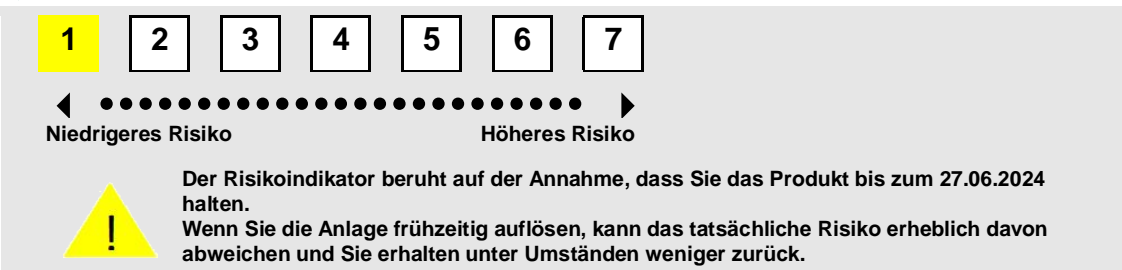 1 2 3 4 5 6 7
Niedrigeres Risiko Höheres Risiko
Der Risikoindikator beruht auf der Annahme, dass Sie das Produkt bis zum 27.06.2024
halten.
Wenn Sie die Anlage frühzeitig auflösen, kann das tatsächliche Risiko erheblich davon
abweichen und Sie erhalten unter Umständen weniger zurück.
!